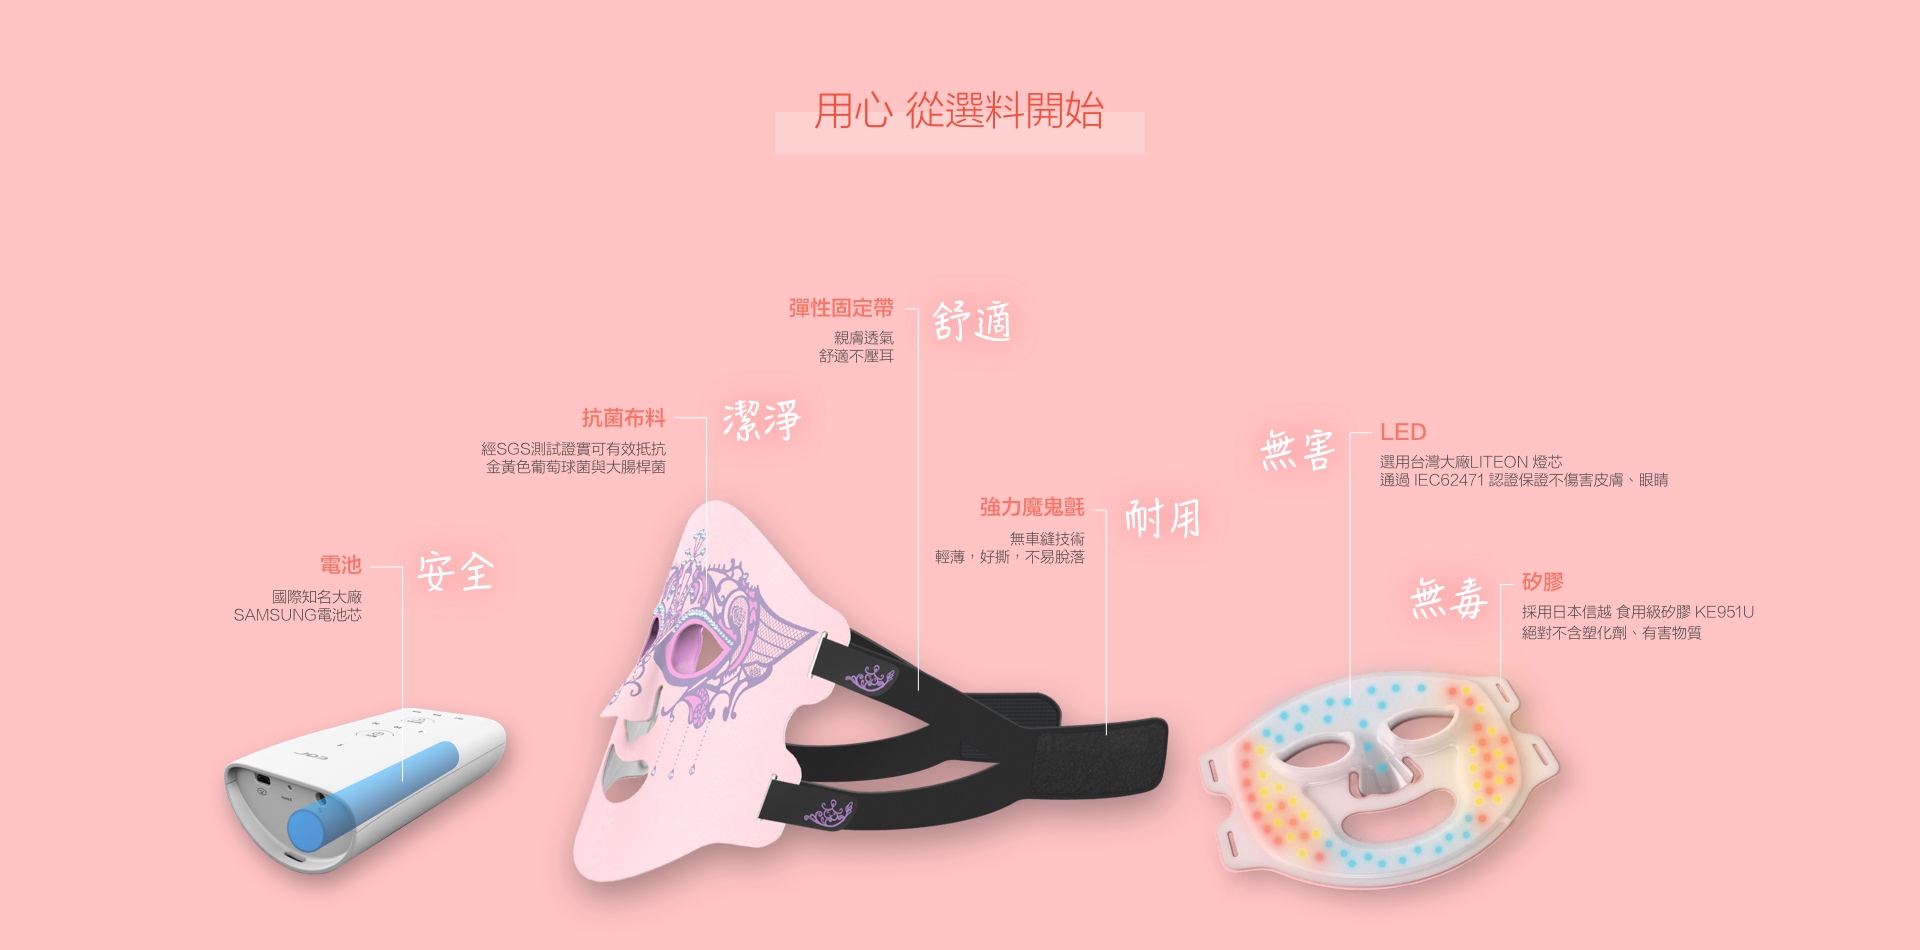 用心 從選料開始
彈性固定帶
舒適
親膚透氣
舒適不壓耳
抗菌布料
潔淨
經SGS測試證實可有效抵抗
金黃色葡萄球菌與大腸桿菌
無害
LED
選用台灣大廠LITEON 燈芯
通過 IEC62471 認證保證不傷害皮膚、眼睛
強力魔鬼氈
耐用
無車縫技術
輕薄，好撕，不易脫落
電池
安全
國際知名大廠
SAMSUNG電池芯
無毒
矽膠
採用日本信越 食用級矽膠 KE951U
絕對不含塑化劑、有害物質